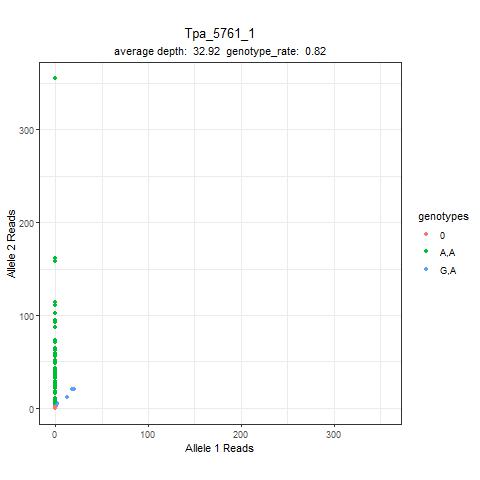 Tpa_5761_1
average depth: 32.92 genotype_rate: 0.82
Allele 2 Reads
300
200
100
0
0 100 200 300
Allele 1 Reads
genotypes
0
A,A
G,A